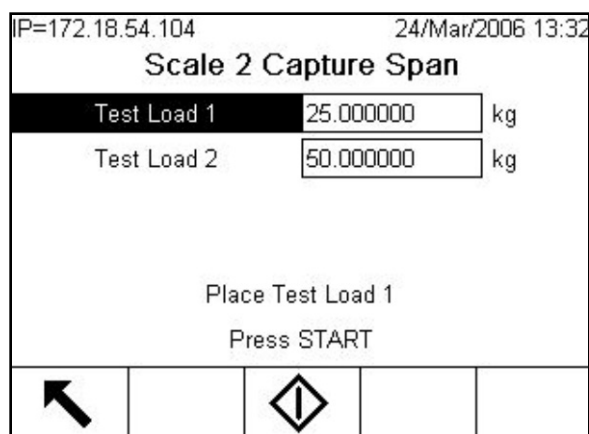 IP=172.18.54.104 24/Mar/2006 13:32
Scale 2 Capture Span
Test Load 1 25.000000 kg
Test Load 2 50.000000 kg
Place Test Load 1
Press START